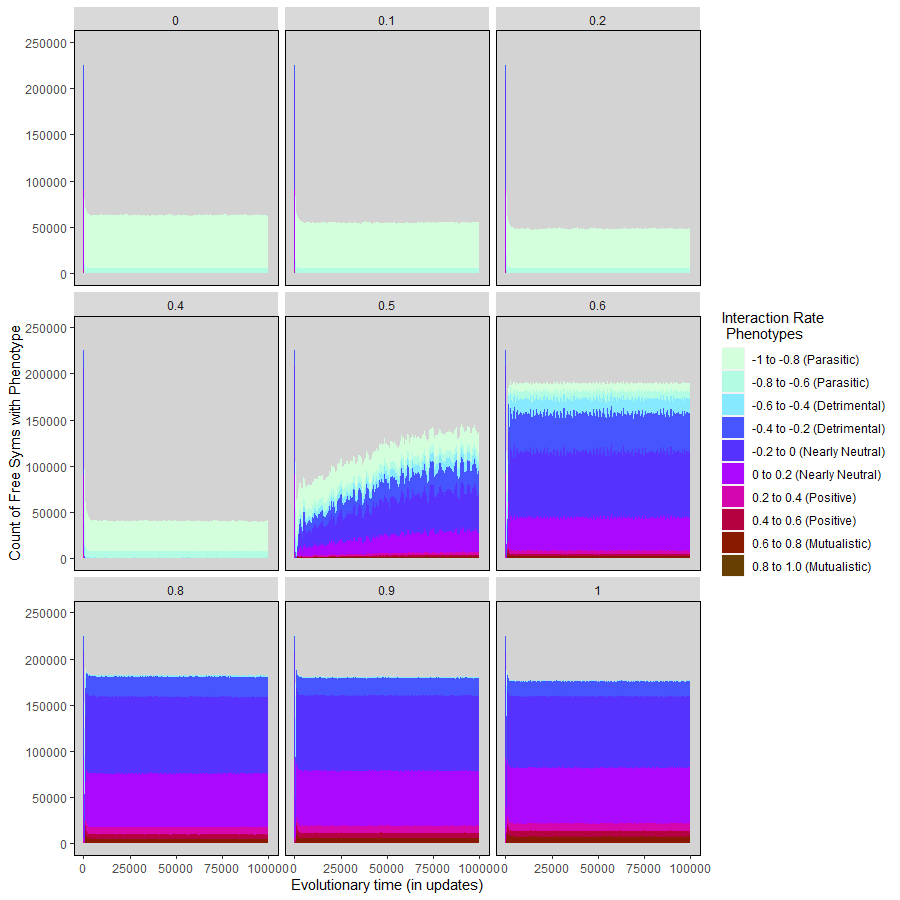 0 0.1 0.2
250000
200000
150000
100000
50000
0
0.4 0.5 0.6
250000
200000
150000
100000
50000
0
0.8 0.9 1
250000
200000
150000
100000
50000
0
0 25000 50000 75000 100000
0 25000 50000 75000 100000
0 25000 50000 75000 100000
Evolutionary time (in updates)
Count of Free Syms with Phenotype
Interaction Rate
Phenotypes
-1 to -0.8 (Parasitic)
-0.8 to -0.6 (Parasitic)
-0.6 to -0.4 (Detrimental)
-0.4 to -0.2 (Detrimental)
-0.2 to 0 (Nearly Neutral)
0 to 0.2 (Nearly Neutral)
0.2 to 0.4 (Positive)
0.4 to 0.6 (Positive)
0.6 to 0.8 (Mutualistic)
0.8 to 1.0 (Mutualistic)